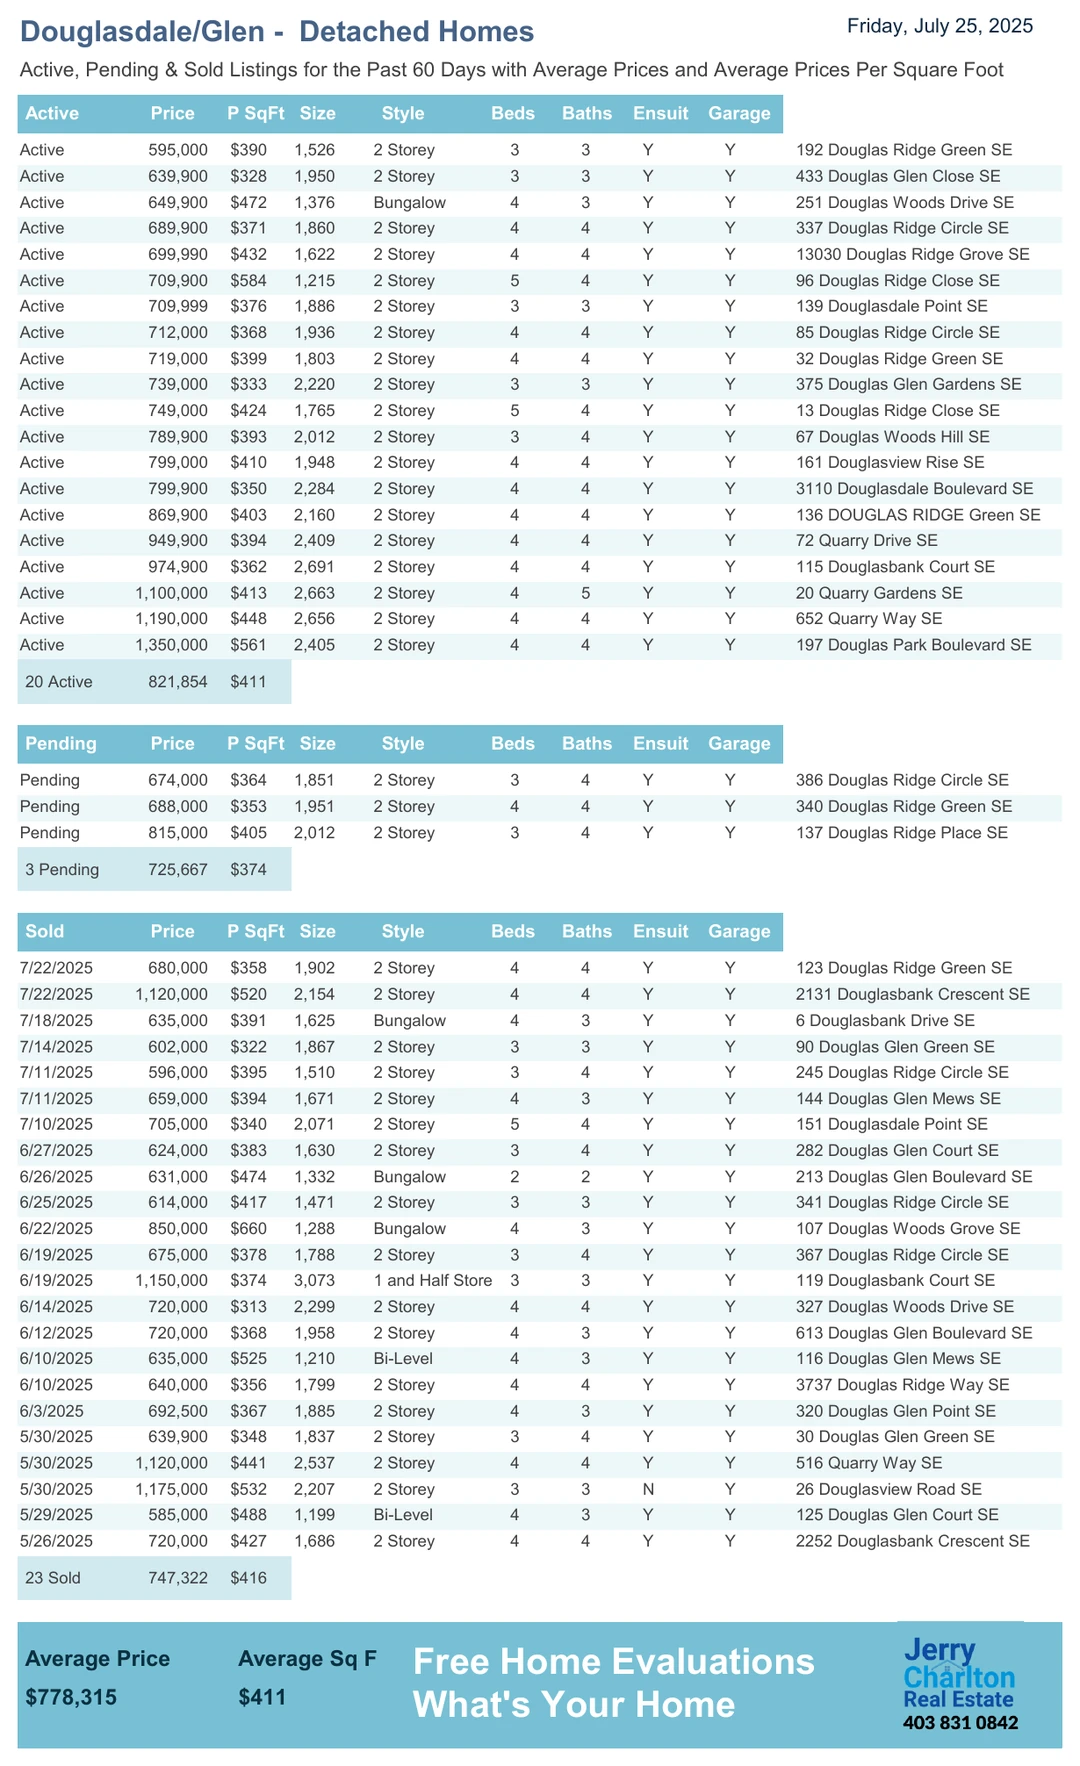 Douglasdale/Glen - Detached Homes
Friday, July 25, 2025
Active, Pending & Sold Listings for the Past 60 Days with Average Prices and Average Prices Per Square Foot
Active Price P SqFt Size Style Beds Baths Ensuit Garage
Active 595,000 $390 1,526 2 Storey 3 3 Y Y 192 Douglas Ridge Green SE
Active 639,900 $328 1,950 2 Storey 3 3 Y Y 433 Douglas Glen Close SE
Active 649,900 $472 1,376 Bungalow 4 3 Y Y 251 Douglas Woods Drive SE
Active 689,900 $371 1,860 2 Storey 4 4 Y Y 337 Douglas Ridge Circle SE
Active 699,990 $432 1,622 2 Storey 4 4 Y Y 13030 Douglas Ridge Grove SE
Active 709,900 $584 1,215 2 Storey 5 4 Y Y 96 Douglas Ridge Close SE
Active 709,999 $376 1,886 2 Storey 3 3 Y Y 139 Douglasdale Point SE
Active 712,000 $368 1,936 2 Storey 4 4 Y Y 85 Douglas Ridge Circle SE
Active 719,000 $399 1,803 2 Storey 4 4 Y Y 32 Douglas Ridge Green SE
Active 739,000 $333 2,220 2 Storey 3 3 Y Y 375 Douglas Glen Gardens SE
Active 749,000 $424 1,765 2 Storey 5 4 Y Y 13 Douglas Ridge Close SE
Active 789,900 $393 2,012 2 Storey 3 4 Y Y 67 Douglas Woods Hill SE
Active 799,000 $410 1,948 2 Storey 4 4 Y Y 161 Douglasview Rise SE
Active 799,900 $350 2,284 2 Storey 4 4 Y Y 3110 Douglasdale Boulevard SE
Active 869,900 $403 2,160 2 Storey 4 4 Y Y 136 DOUGLAS RIDGE Green SE
Active 949,900 $394 2,409 2 Storey 4 4 Y Y 72 Quarry Drive SE
Active 974,900 $362 2,691 2 Storey 4 4 Y Y 115 Douglasbank Court SE
Active 1,100,000 $413 2,663 2 Storey 4 5 Y Y 20 Quarry Gardens SE
Active 1,190,000 $448 2,656 2 Storey 4 4 Y Y 652 Quarry Way SE
Active 1,350,000 $561 2,405 2 Storey 4 4 Y Y 197 Douglas Park Boulevard SE
20 Active 821,854 $411
Pending Price P SqFt Size Style Beds Baths Ensuit Garage
Pending 674,000 $364 1,851 2 Storey 3 4 Y Y 386 Douglas Ridge Circle SE
Pending 688,000 $353 1,951 2 Storey 4 4 Y Y 340 Douglas Ridge Green SE
Pending 815,000 $405 2,012 2 Storey 3 4 Y Y 137 Douglas Ridge Place SE
3 Pending 725,667 $374
Sold Price P SqFt Size Style Beds Baths Ensuit Garage
7/22/2025 680,000 $358 1,902 2 Storey 4 4 Y Y 123 Douglas Ridge Green SE
7/22/2025 1,120,000 $520 2,154 2 Storey 4 4 Y Y 2131 Douglasbank Crescent SE
7/18/2025 635,000 $391 1,625 Bungalow 4 3 Y Y 6 Douglasbank Drive SE
7/14/2025 602,000 $322 1,867 2 Storey 3 3 Y Y 90 Douglas Glen Green SE
7/11/2025 596,000 $395 1,510 2 Storey 3 4 Y Y 245 Douglas Ridge Circle SE
7/11/2025 659,000 $394 1,671 2 Storey 4 3 Y Y 144 Douglas Glen Mews SE
7/10/2025 705,000 $340 2,071 2 Storey 5 4 Y Y 151 Douglasdale Point SE
6/27/2025 624,000 $383 1,630 2 Storey 3 4 Y Y 282 Douglas Glen Court SE
6/26/2025 631,000 $474 1,332 Bungalow 2 2 Y Y 213 Douglas Glen Boulevard SE
6/25/2025 614,000 $417 1,471 2 Storey 3 3 Y Y 341 Douglas Ridge Circle SE
6/22/2025 850,000 $660 1,288 Bungalow 4 3 Y Y 107 Douglas Woods Grove SE
6/19/2025 675,000 $378 1,788 2 Storey 3 4 Y Y 367 Douglas Ridge Circle SE
6/19/2025 1,150,000 $374 3,073 1 and Half Store 3 3 Y Y 119 Douglasbank Court SE
6/14/2025 720,000 $313 2,299 2 Storey 4 4 Y Y 327 Douglas Woods Drive SE
6/12/2025 720,000 $368 1,958 2 Storey 4 3 Y Y 613 Douglas Glen Boulevard SE
6/10/2025 635,000 $525 1,210 Bi-Level 4 3 Y Y 116 Douglas Glen Mews SE
6/10/2025 640,000 $356 1,799 2 Storey 4 4 Y Y 3737 Douglas Ridge Way SE
6/3/2025 692,500 $367 1,885 2 Storey 4 3 Y Y 320 Douglas Glen Point SE
5/30/2025 639,900 $348 1,837 2 Storey 3 4 Y Y 30 Douglas Glen Green SE
5/30/2025 1,120,000 $441 2,537 2 Storey 4 4 Y Y 516 Quarry Way SE
5/30/2025 1,175,000 $532 2,207 2 Storey 3 3 N Y 26 Douglasview Road SE
5/29/2025 585,000 $488 1,199 Bi-Level 4 3 Y Y 125 Douglas Glen Court SE
5/26/2025 720,000 $427 1,686 2 Storey 4 4 Y Y 2252 Douglasbank Crescent SE
23 Sold 747,322 $416
Average Price Average Sq F
$778,315 $411
Free Home Evaluations
What's Your Home
Jerry
Charlton
Real Estate
403 831 0842